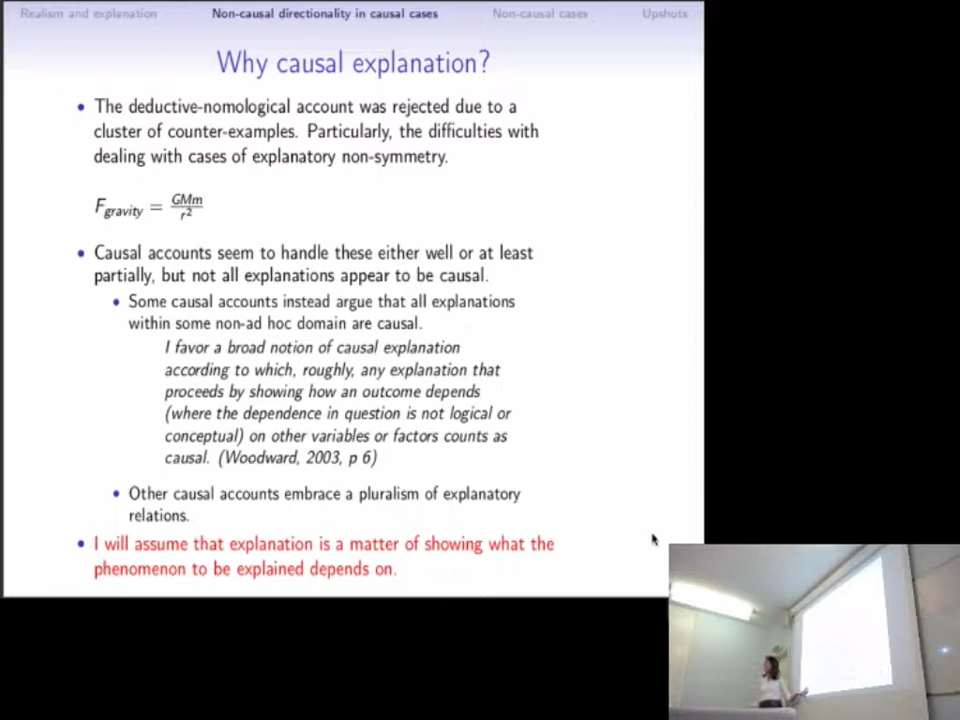 Realism and explanation Non-causal directionality in causal cases Non-causal cases Upshots
Why causal explanation?
• The deductive-nomological account was rejected due to a
cluster of counter-examples. Particularly, the difficulties with
dealing with cases of explanatory non-symmetry.
F_gravity = GMm / r²
• Causal accounts seem to handle these either well or at least
partially, but not all explanations appear to be causal.
• Some causal accounts instead argue that all explanations
within some non-ad hoc domain are causal.
I favor a broad notion of causal explanation
according to which, roughly, any explanation that
proceeds by showing how an outcome depends
(where the dependence in question is not logical or
conceptual) on other variables or factors counts as
causal. (Woodward, 2003, p 6)
• Other causal accounts embrace a pluralism of explanatory
relations.
• I will assume that explanation is a matter of showing what the
phenomenon to be explained depends on.